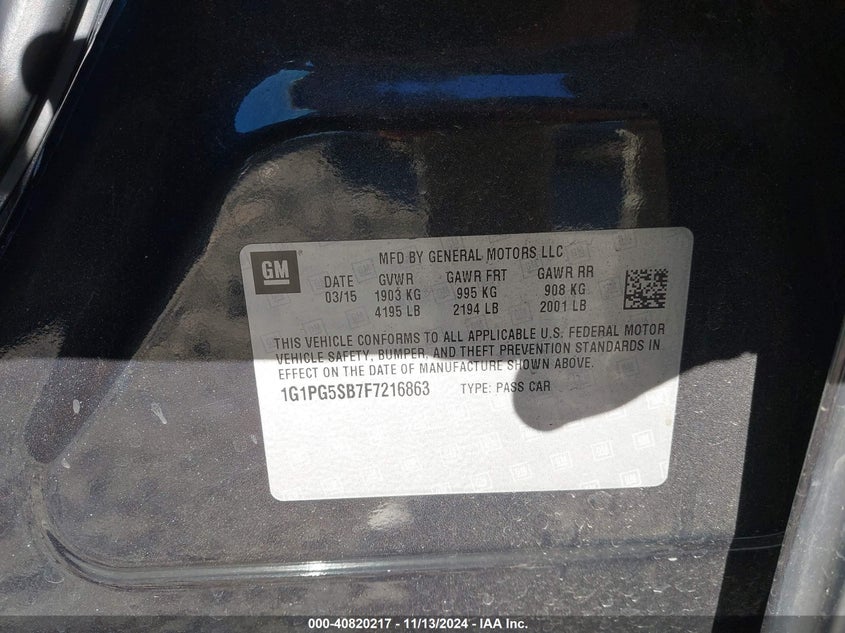 GM
MFD BY GENERAL MOTORS LLC
DATE GVWR GAWR FRT GAWR RR
03/15 1903 KG 995 KG 908 KG
4195 LB 2194 LB 2001 LB
THIS VEHICLE CONFORMS TO ALL APPLICABLE U.S. FEDERAL MOTOR
VEHICLE SAFETY, BUMPER, AND THEFT PREVENTION STANDARDS IN
EFFECT ON THE DATE OF MANUFACTURE SHOWN ABOVE.
1G1PG5SB7F7216863 TYPE: PASS CAR
000-40820217 - 11/13/2024 - IAA Inc.